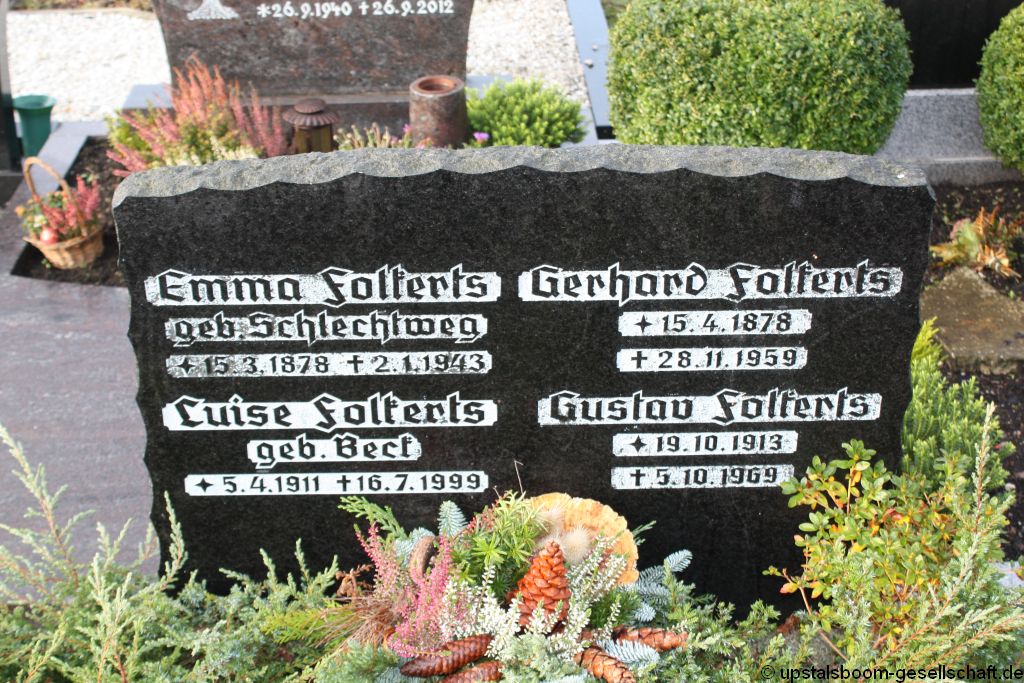 *26.9.1940 †26.9.2012
Emma Folkerts
geb. Schlechtweg
✦15.3.1878 †2.1.1943
Gerhard Folkerts
✦15.4.1878
†28.11.1959
Luise Folkerts
geb. Beck
✦5.4.1911 †16.7.1999
Gustav Folkerts
✦19.10.1913
†5.10.1969
© upstalsboom-gesellschaft.de